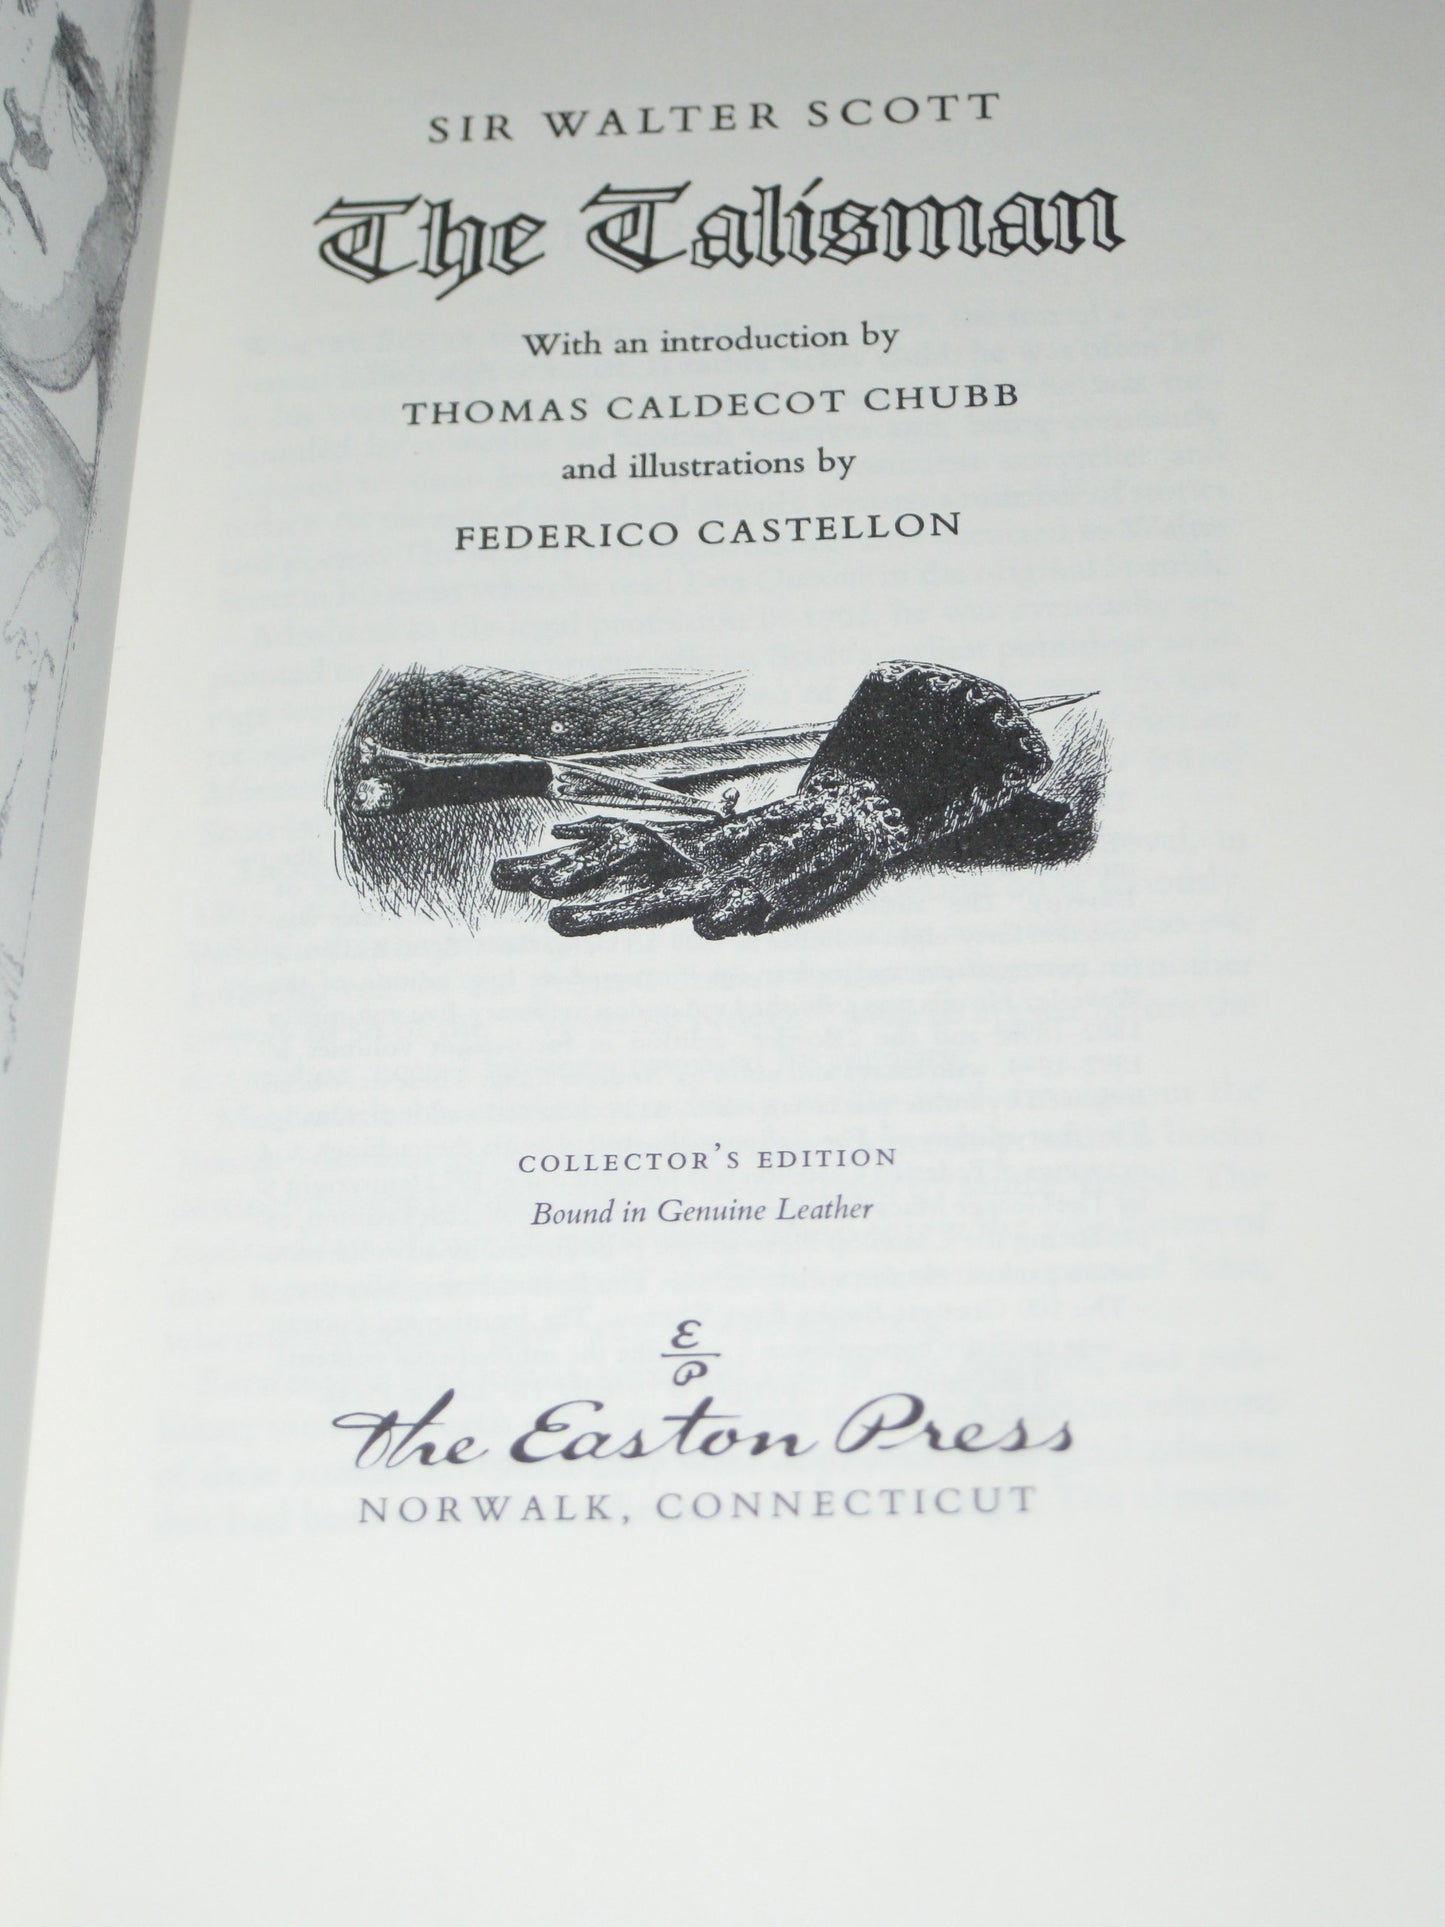 SIR WALTER SCOTT
The Talisman
With an introduction by
THOMAS CALDECOT CHUBB
and illustrations by
FEDERICO CASTELLON
COLLECTOR'S EDITION
Bound in Genuine Leather
E
P
The Easton Press
NORWALK, CONNECTICUT